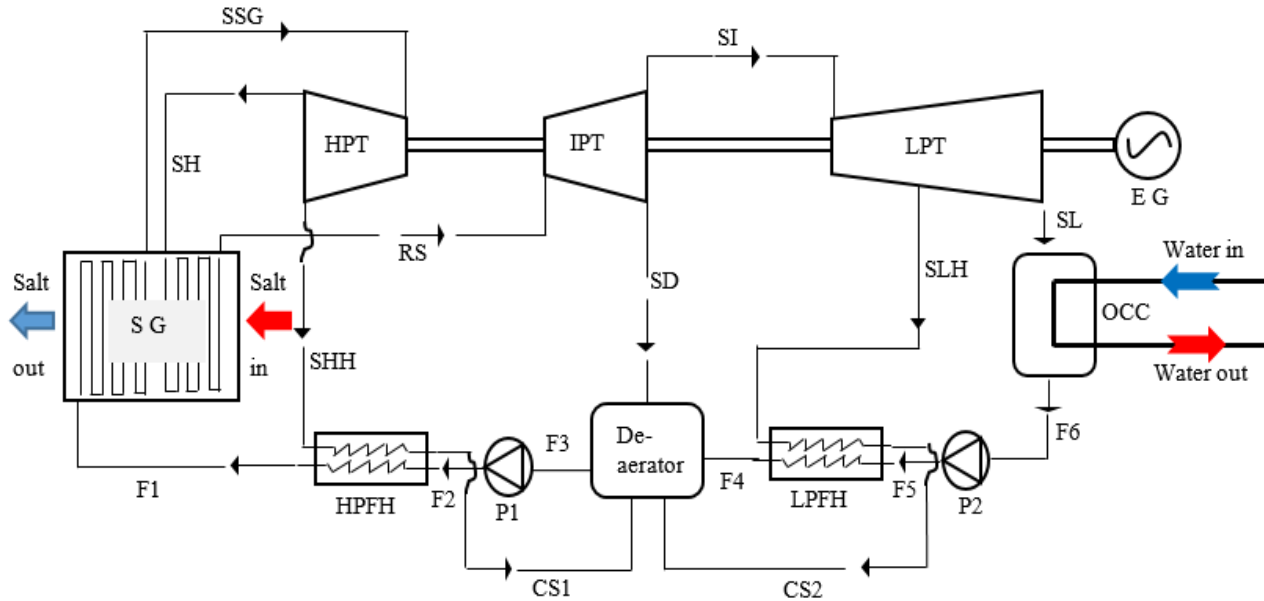 SSG
SI
HPT
IPT
LPT
SH
E G
RS
SL
Water in
SD
SLH
Salt
Salt
S G
OCC
out
in
SHH
Water out
De-
aerator
F3
F6
F1
F2
F4
F5
HPFH
P1
LPFH
P2
CS1
CS2